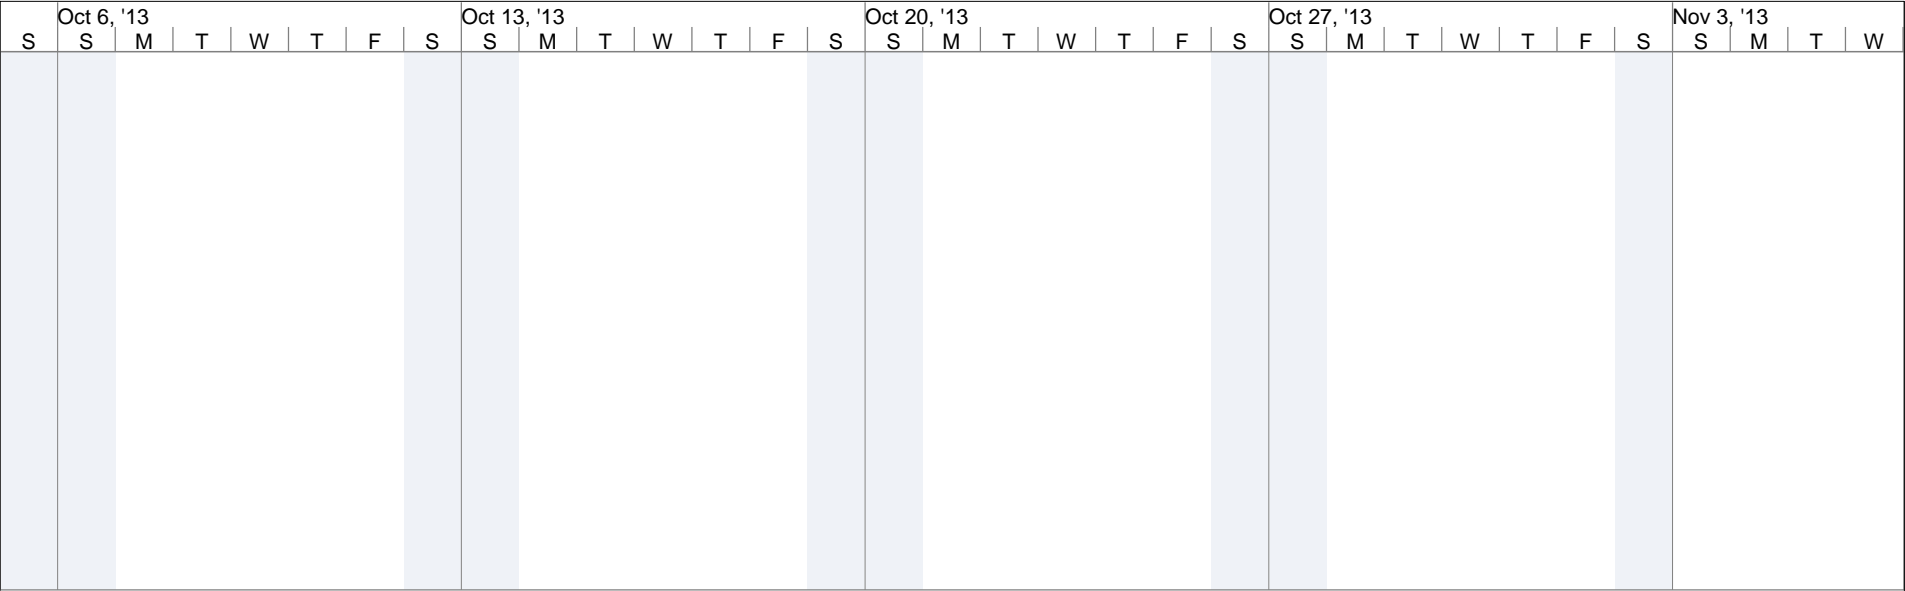 Oct 6, '13 Oct 13, '13 Oct 20, '13 Oct 27, '13 Nov 3, '13
S S M T W T F S S M T W T F S S M T W T F S S M T W T F S S M T W